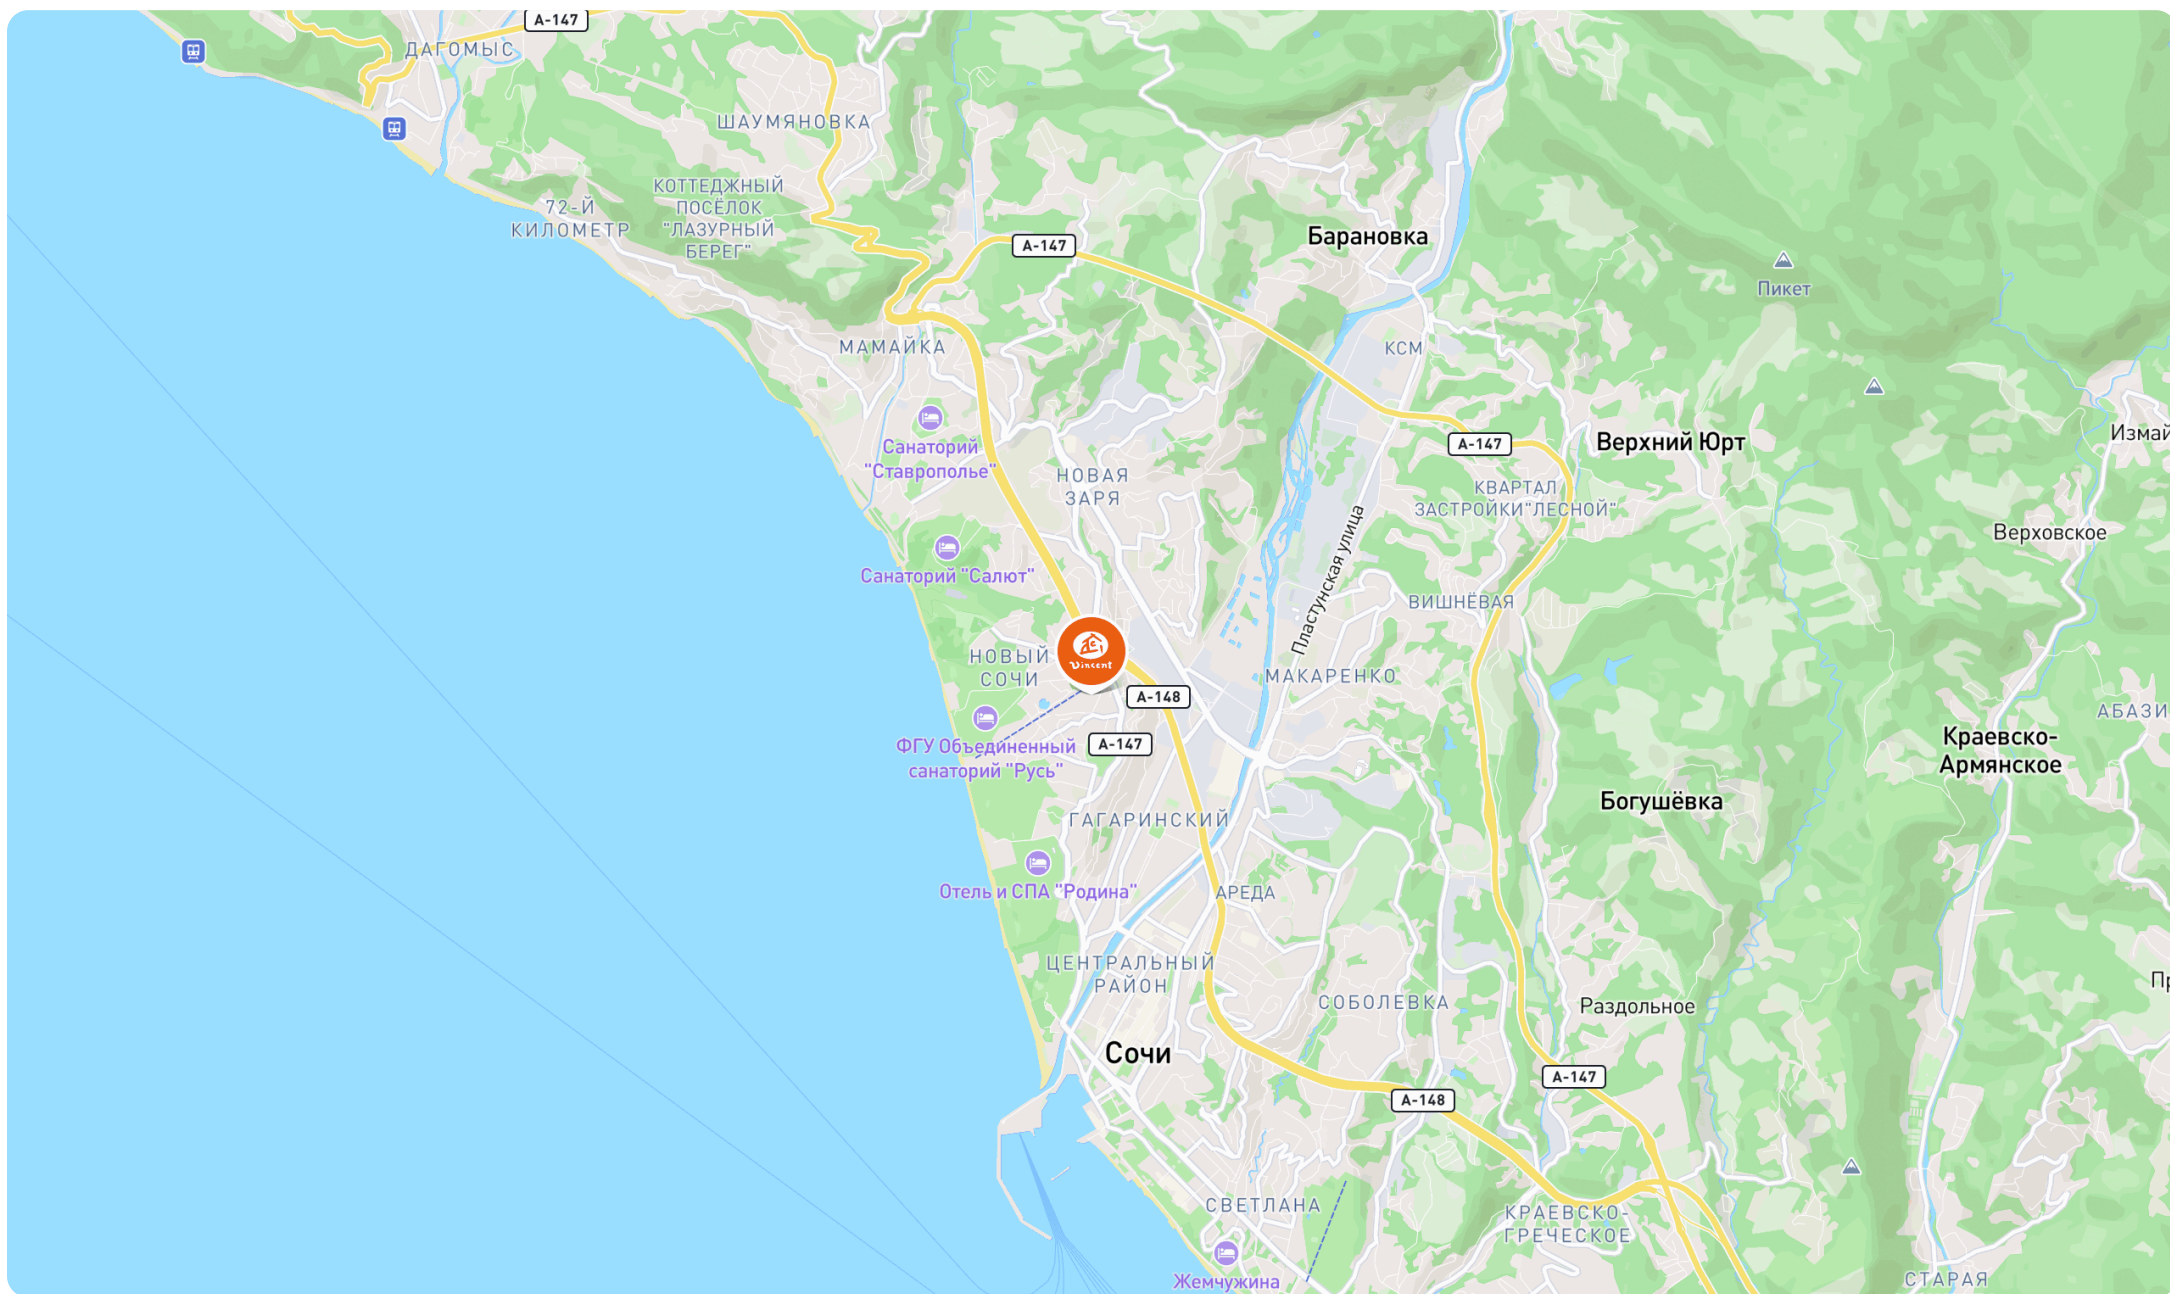 А-147
ДАГОМЫС
ШАУМЯНОВКА
КОТТЕДЖНЫЙ
ПОСЁЛОК
"ЛАЗУРНЫЙ
БЕРЕГ"
72-Й
КИЛОМЕТР
А-147
Барановка
Пикет
МАМАЙКА
КСМ
Санаторий
"Ставрополье"
А-147
Верхний Юрт
Измай
НОВАЯ
ЗАРЯ
КВАРТАЛ
ЗАСТРОЙКИ"ЛЕСНОЙ"
Верховское
Пластунская улица
Санаторий "Салют"
ВИШНЁВАЯ
Vincent
НОВЫЙ
СОЧИ
МАКАРЕНКО
А-148
АБАЗИ
ФГУ Объединенный
санаторий "Русь"
А-147
Краевско-
Армянское
Богушёвка
ГАГАРИНСКИЙ
Отель и СПА "Родина"
АРЕДА
ЦЕНТРАЛЬНЫЙ
РАЙОН
СОБОЛЕВКА
Раздольное
Пр
Сочи
А-147
А-148
СВЕТЛАНА
КРАЕВСКО-
ГРЕЧЕСКОЕ
Жемчужина
СТАРАЯ